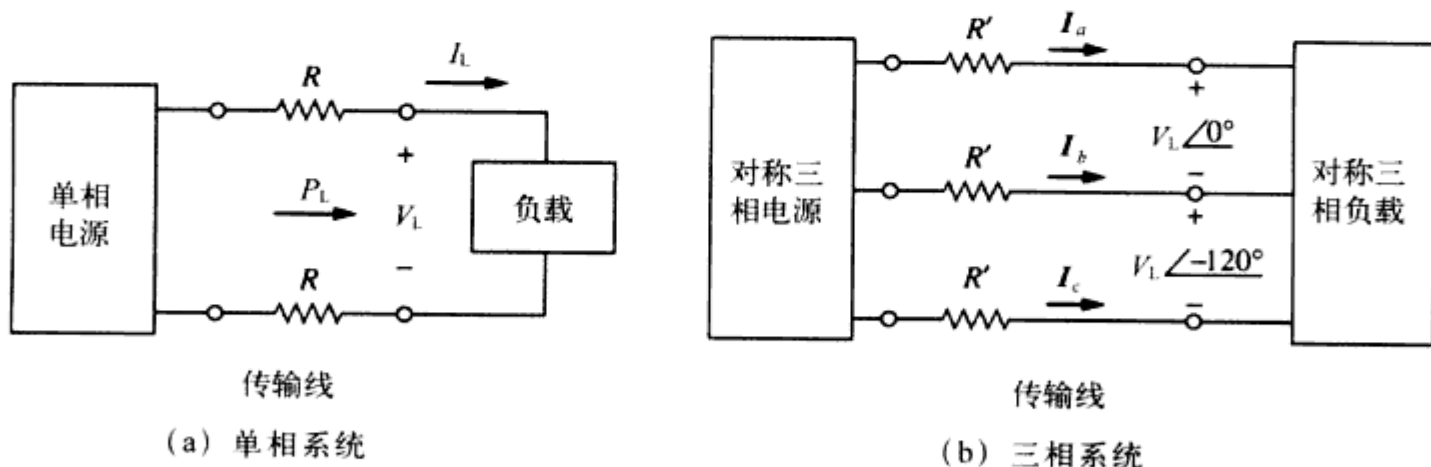 单相
电源
R
I_L
+
P_L
V_L
−
R
负载
传输线
(a) 单相系统
对称三
相电源
R′
I_a
+
V_L ∠0°
R′
I_b
−
+
V_L ∠−120°
R′
I_c
−
对称三
相负载
传输线
(b) 三相系统